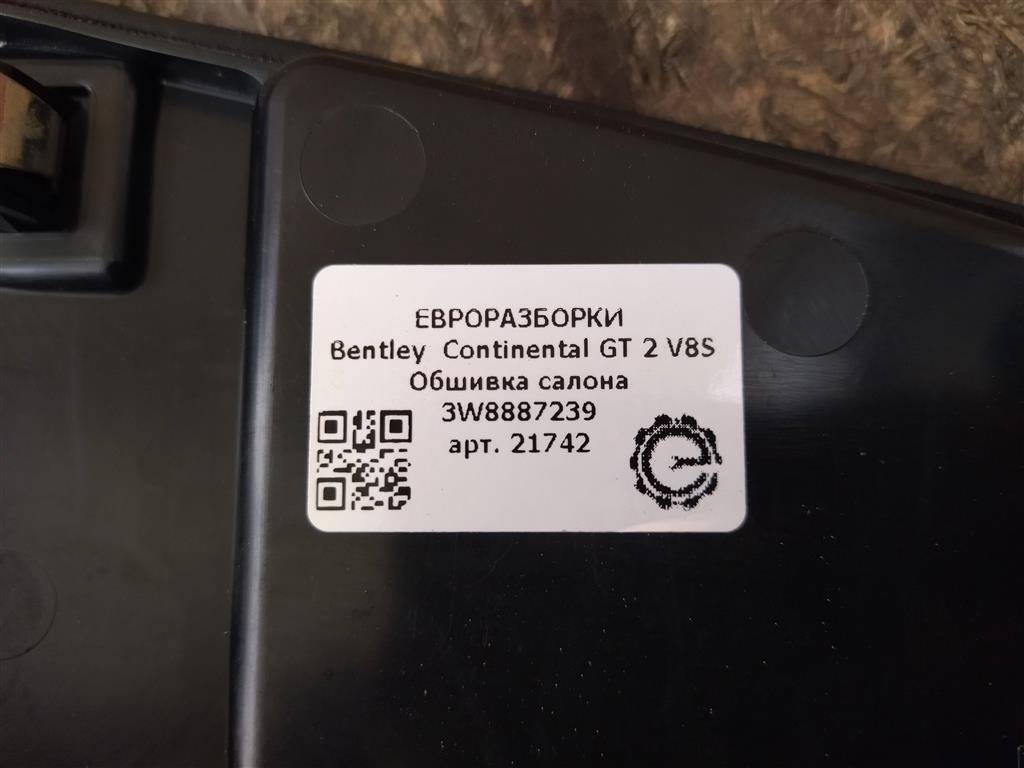 ЕВРОРАЗБОРКИ
Bentley Continental GT 2 V8S
Обшивка салона
3W8887239
арт. 21742